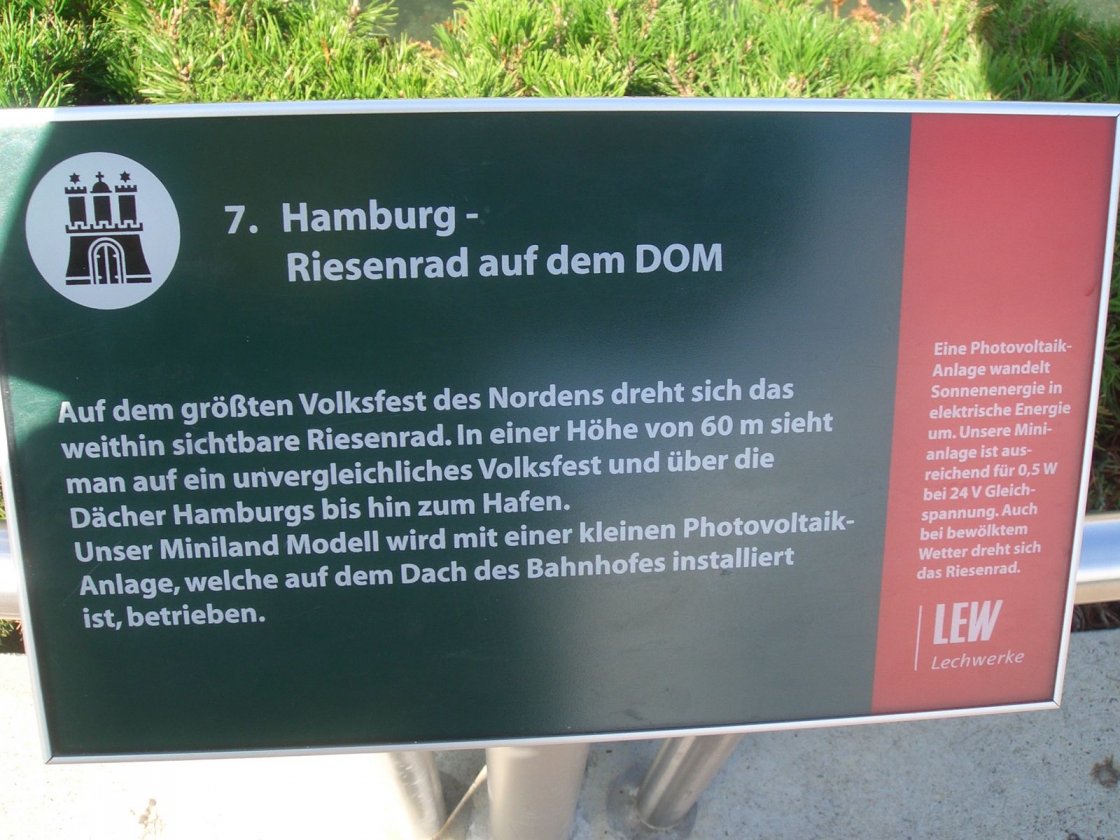 7. Hamburg -
Riesenrad auf dem DOM
Auf dem größten Volksfest des Nordens dreht sich das
weithin sichtbare Riesenrad. In einer Höhe von 60 m sieht
man auf ein unvergleichliches Volksfest und über die
Dächer Hamburgs bis hin zum Hafen.
Unser Miniland Modell wird mit einer kleinen Photovoltaik-
Anlage, welche auf dem Dach des Bahnhofes installiert
ist, betrieben.
Eine Photovoltaik-
Anlage wandelt
Sonnenenergie in
elektrische Energie
um. Unsere Mini-
anlage ist aus-
reichend für 0,5 W
bei 24 V Gleich-
spannung. Auch
bei bewölktem
Wetter dreht sich
das Riesenrad.
LEW
Lechwerke